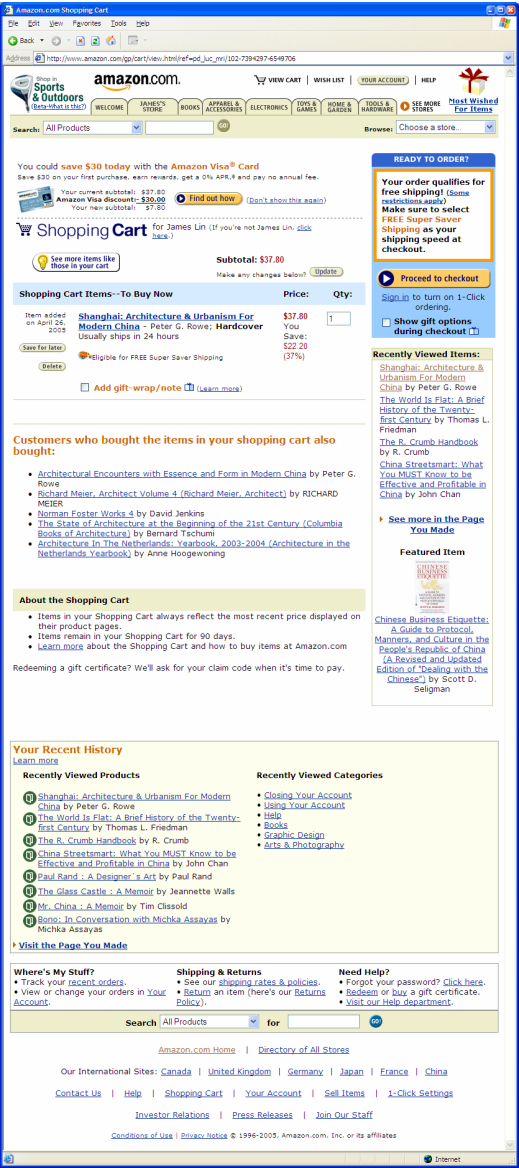 Amazon.com Shopping Cart
File Edit View Favorites Tools Help
Back
Address http://www.amazon.com/gp/cart/view.html/ref=pd_luc_mri/102-7394297-6549706
Shop in
Sports
& Outdoors
(Beta-What is this?)
amazon.com.
VIEW CART | WISH LIST | YOUR ACCOUNT | HELP
WELCOME
JAMES'S STORE
BOOKS
APPAREL & ACCESSORIES
ELECTRONICS
TOYS & GAMES
HOME & GARDEN
TOOLS & HARDWARE
SEE MORE STORES
Most Wished For Items
Search: All Products GO!
Browse: Choose a store...
You could save $30 today with the Amazon Visa® Card
Save $30 on your first purchase, earn rewards, get a 0% APR,‡ and pay no annual fee.
Your current subtotal: $37.80
Amazon Visa discount: - $30.00
Your new subtotal: $7.80
Find out how
(Don't show this again)
Shopping Cart for James Lin (If you're not James Lin, click
here.)
See more items like
those in your cart
Subtotal: $37.80
Make any changes below? Update
Shopping Cart Items--To Buy Now Price: Qty:
Item added
on April 26,
2005
Save for later
Delete
Shanghai: Architecture & Urbanism For
Modern China - Peter G. Rowe; Hardcover
Usually ships in 24 hours
Eligible for FREE Super Saver Shipping
$37.80
You
Save:
$22.20
(37%)
1
Add gift-wrap/note (Learn more)
READY TO ORDER?
Your order qualifies for
free shipping! (Some
restrictions apply)
Make sure to select
FREE Super Saver
Shipping as your
shipping speed at
checkout.
Proceed to checkout
Sign in to turn on 1-Click
ordering.
Show gift options
during checkout
Recently Viewed Items:
Shanghai: Architecture &
Urbanism For Modern
China by Peter G. Rowe
The World Is Flat: A Brief
History of the Twenty-
first Century by Thomas L.
Friedman
The R. Crumb Handbook
by R. Crumb
China Streetsmart: What
You MUST Know to be
Effective and Profitable in
China by John Chan
See more in the Page
You Made
Featured Item
CHINESE
BUSINESS
ETIQUETTE
Chinese Business Etiquette:
A Guide to Protocol,
Manners, and Culture in the
People's Republic of China
(A Revised and Updated
Edition of "Dealing with the
Chinese") by Scott D.
Seligman
Customers who bought the items in your shopping cart also
bought:
• Architectural Encounters with Essence and Form in Modern China by Peter G.
Rowe
• Richard Meier, Architect Volume 4 (Richard Meier, Architect) by RICHARD
MEIER
• Norman Foster Works 4 by David Jenkins
• The State of Architecture at the Beginning of the 21st Century (Columbia
Books of Architecture) by Bernard Tschumi
• Architecture In The Netherlands: Yearbook, 2003-2004 (Architecture in the
Netherlands Yearbook) by Anne Hoogewoning
About the Shopping Cart
• Items in your Shopping Cart always reflect the most recent price displayed on
their product pages.
• Items remain in your Shopping Cart for 90 days.
• Learn more about the Shopping Cart and how to buy items at Amazon.com
Redeeming a gift certificate? We'll ask for your claim code when it's time to pay.
Your Recent History
Learn more
Recently Viewed Products
Shanghai: Architecture & Urbanism For Modern
China by Peter G. Rowe
The World Is Flat: A Brief History of the Twenty-
first Century by Thomas L. Friedman
The R. Crumb Handbook by R. Crumb
China Streetsmart: What You MUST Know to be
Effective and Profitable in China by John Chan
Paul Rand : A Designer`s Art by Paul Rand
The Glass Castle : A Memoir by Jeannette Walls
Mr. China : A Memoir by Tim Clissold
Bono: In Conversation with Michka Assayas by
Michka Assayas
Visit the Page You Made
Recently Viewed Categories
• Closing Your Account
• Using Your Account
• Help
• Books
• Graphic Design
• Arts & Photography
Where's My Stuff?
• Track your recent orders.
• View or change your orders in Your
Account.
Shipping & Returns
• See our shipping rates & policies.
• Return an item (here's our Returns
Policy).
Need Help?
• Forgot your password? Click here.
• Redeem or buy a gift certificate.
• Visit our Help department.
Search All Products for GO!
Amazon.com Home | Directory of All Stores
Our International Sites: Canada | United Kingdom | Germany | Japan | France | China
Contact Us | Help | Shopping Cart | Your Account | Sell Items | 1-Click Settings
Investor Relations | Press Releases | Join Our Staff
Conditions of Use | Privacy Notice © 1996-2005, Amazon.com, Inc. or its affiliates
Internet